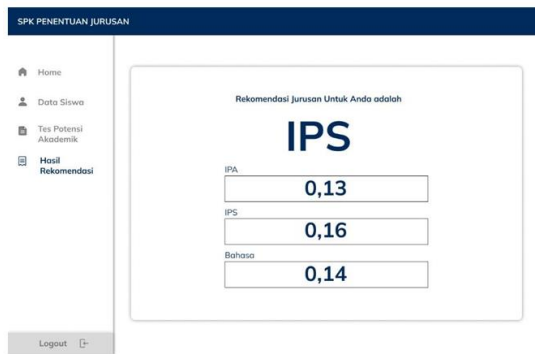 SPK PENENTUAN JURUSAN
Home
Data Siswa
Tes Potensi
Akademik
Hasil
Rekomendasi
Logout
Rekomendasi Jurusan Untuk Anda adalah
IPS
IPA
0,13
IPS
0,16
Bahasa
0,14